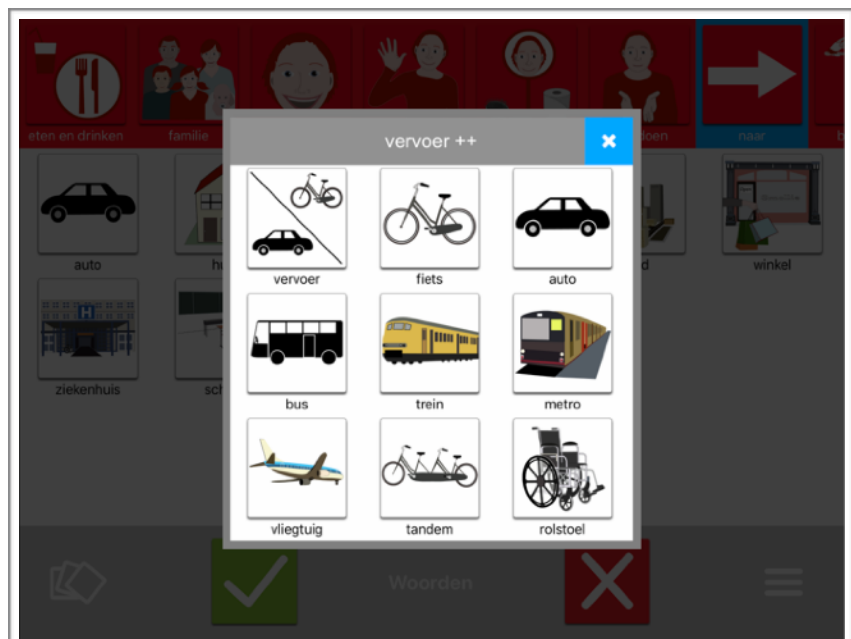 eten en drinken familie doen naar
vervoer ++
auto winkel
vervoer fiets auto
ziekenhuis
bus trein metro
vliegtuig tandem rolstoel
Woorden